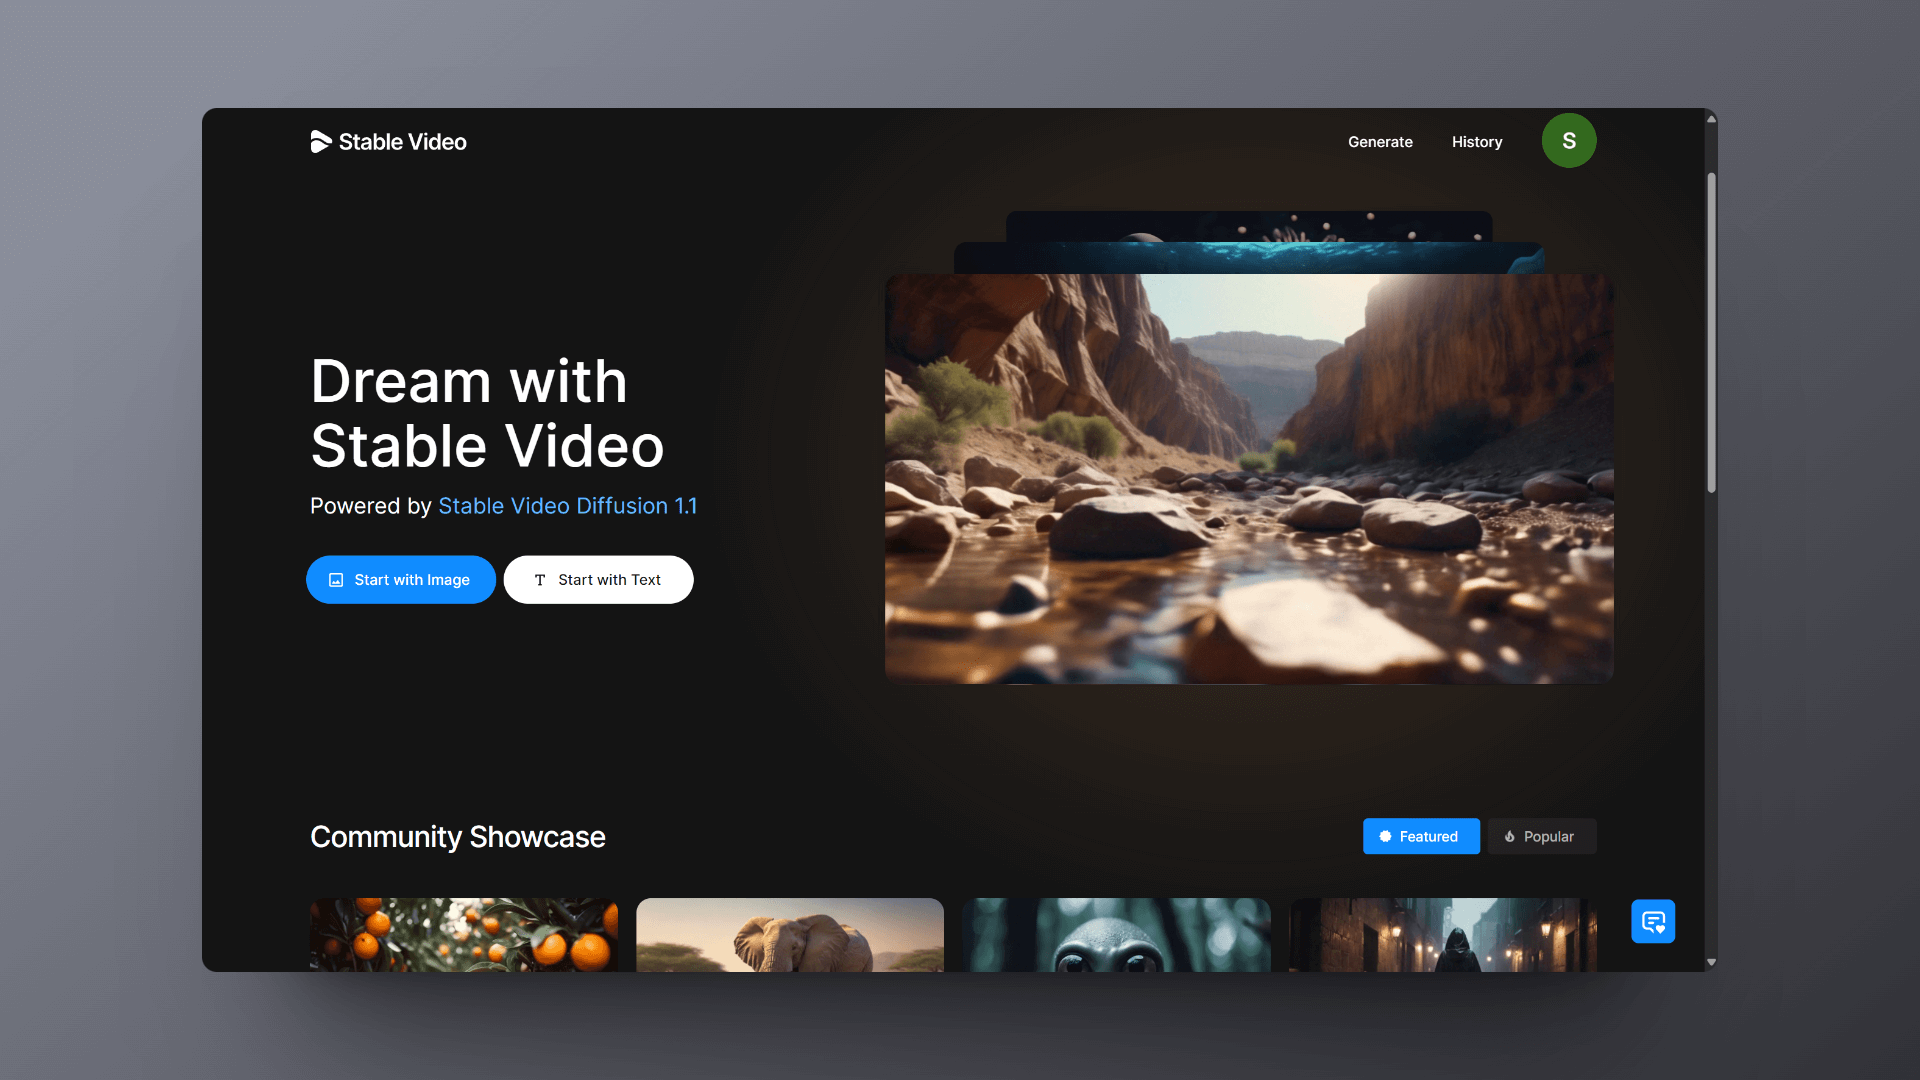 Stable Video
Generate
History
S
Dream with
Stable Video
Powered by Stable Video Diffusion 1.1
Start with Image
T Start with Text
Community Showcase
Featured
Popular